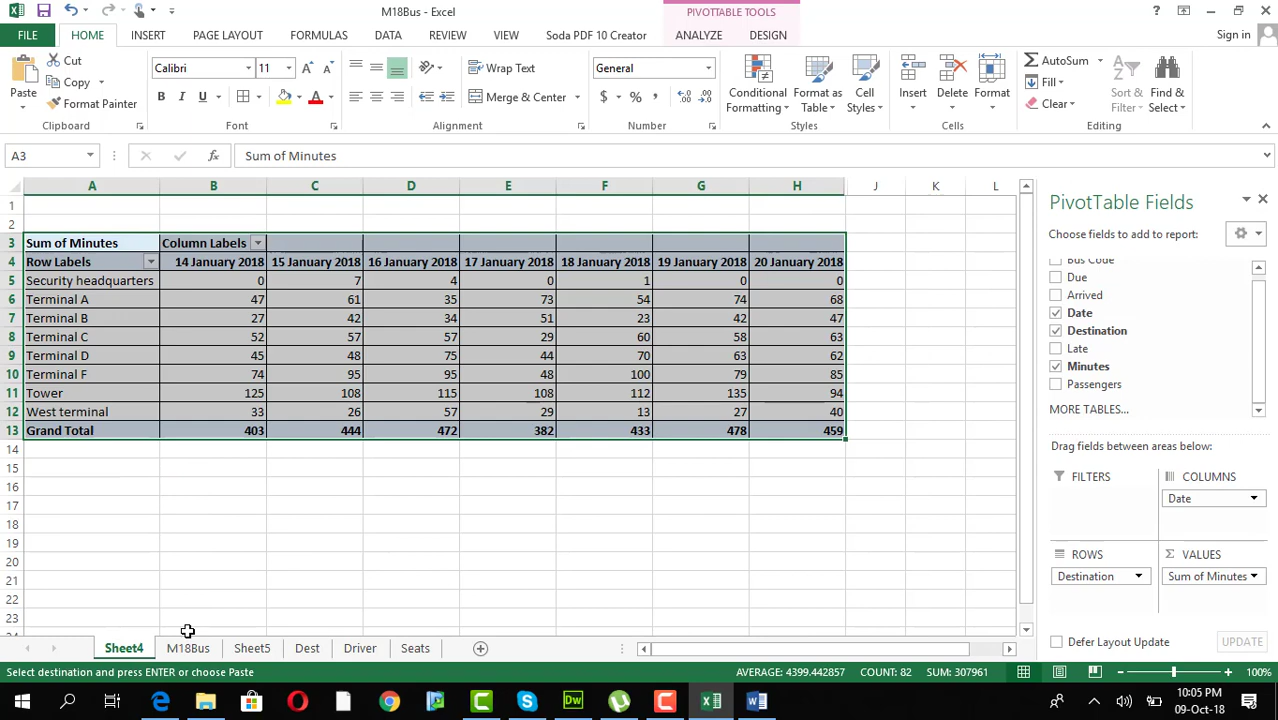 M18Bus - Excel
PIVOTTABLE TOOLS
?
FILE HOME INSERT PAGE LAYOUT FORMULAS DATA REVIEW VIEW Soda PDF 10 Creator ANALYZE DESIGN Sign in
Paste
Cut
Copy
Format Painter
Clipboard
Calibri 11
B I U A
Font
Wrap Text
Merge & Center
Alignment
General
$ % ,
Number
Conditional Formatting
Format as Table
Cell Styles
Styles
Insert Delete Format
Cells
AutoSum
Fill
Clear
Sort & Filter
Find & Select
Editing
A3 fx Sum of Minutes
A B C D E F G H J K L
1
2
3 Sum of Minutes Column Labels
4 Row Labels 14 January 2018 15 January 2018 16 January 2018 17 January 2018 18 January 2018 19 January 2018 20 January 2018
5 Security headquarters 0 7 4 0 1 0 0
6 Terminal A 47 61 35 73 54 74 68
7 Terminal B 27 42 34 51 23 42 47
8 Terminal C 52 57 57 29 60 58 63
9 Terminal D 45 48 75 44 70 63 62
10 Terminal F 74 95 95 48 100 79 85
11 Tower 125 108 115 108 112 135 94
12 West terminal 33 26 57 29 13 27 40
13 Grand Total 403 444 472 382 433 478 459
14
15
16
17
18
19
20
21
22
23
PivotTable Fields
Choose fields to add to report:
Bus Code
Due
Arrived
Date
Destination
Late
Minutes
Passengers
MORE TABLES...
Drag fields between areas below:
FILTERS
COLUMNS
Date
ROWS
Destination
VALUES
Sum of Minutes
Defer Layout Update UPDATE
Sheet4 M18Bus Sheet5 Dest Driver Seats
Select destination and press ENTER or choose Paste AVERAGE: 4399.442857 COUNT: 82 SUM: 307961 100%
10:05 PM
09-Oct-18